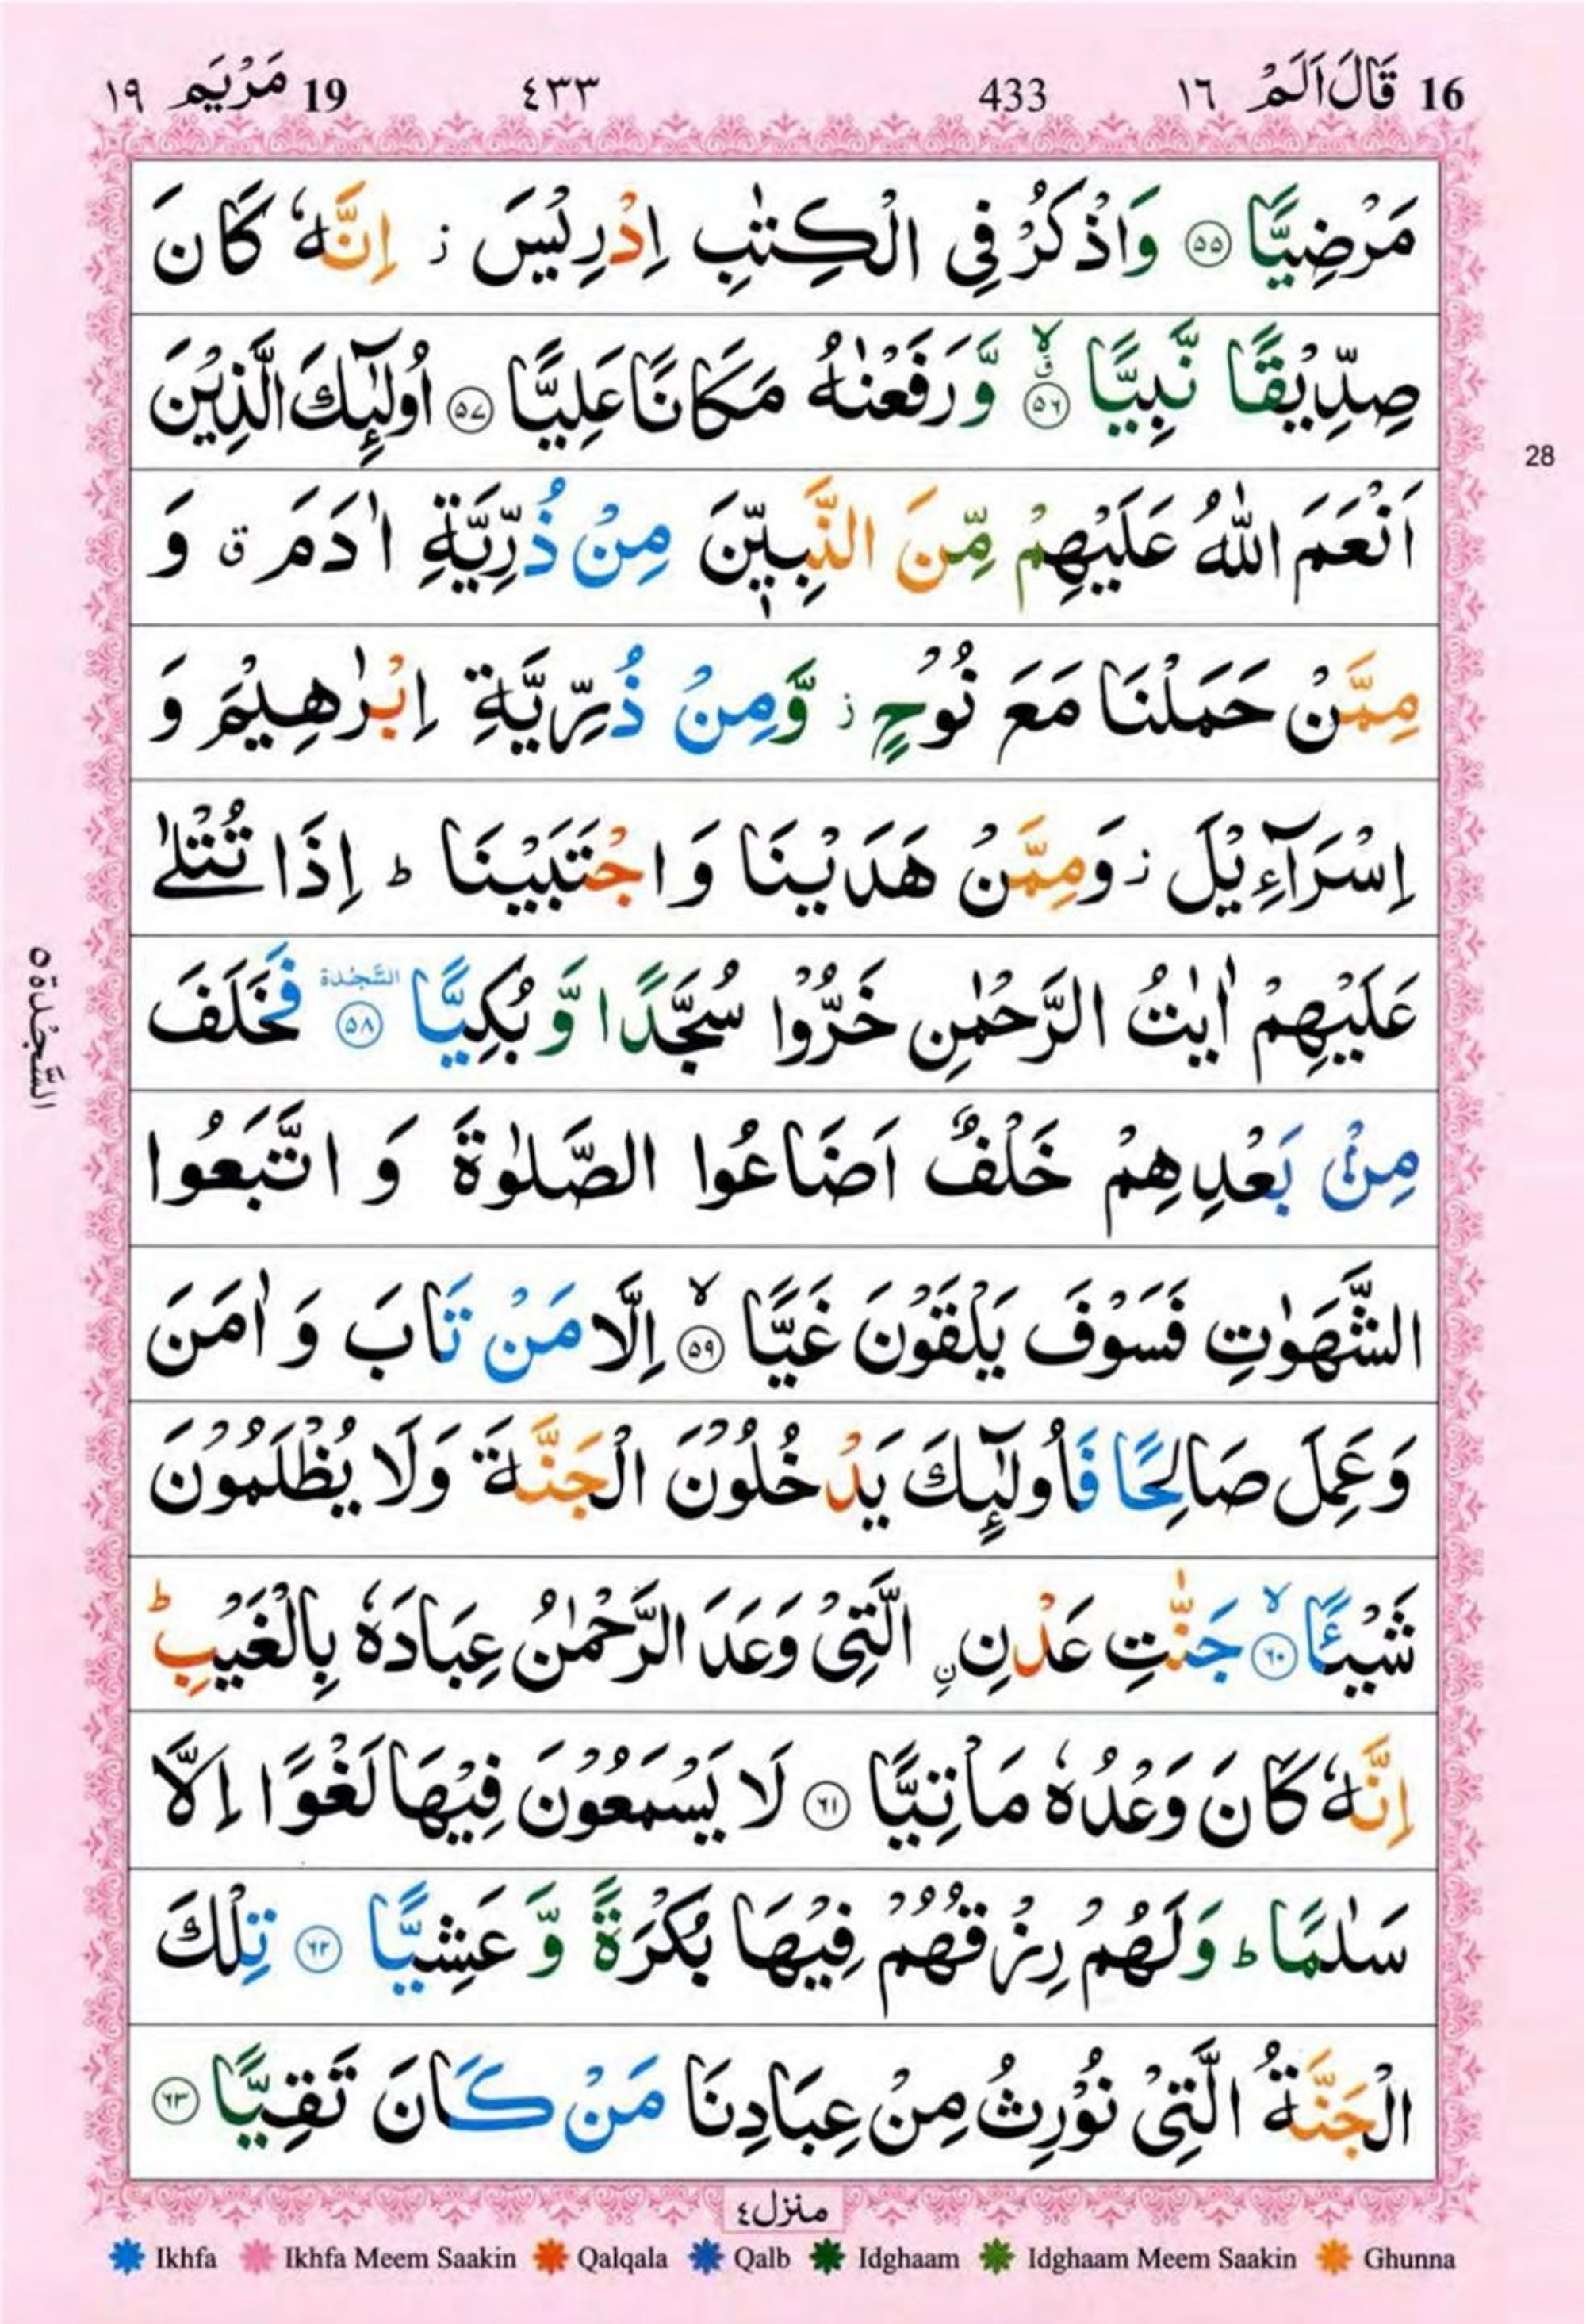 16 قَالَ اَلَمْ ١٦ 433 ٤٣٣ 19 مَرْيَم ١٩
مَرْضِيًّا ۝٥٥ وَاذْكُرْ فِى الْكِتٰبِ اِدْرِيْسَ ز اِنَّهٗ كَانَ
صِدِّيْقًا نَّبِيًّا ۝٥٦ۙ وَّرَفَعْنٰهُ مَكَانًا عَلِيًّا ۝٥٧ اُولٰٓئِكَ الَّذِيْنَ
28
اَنْعَمَ اللّٰهُ عَلَيْهِمْ مِّنَ النَّبِيّٖنَ مِنْ ذُرِّيَّةِ اٰدَمَ ق وَ
مِمَّنْ حَمَلْنَا مَعَ نُوْحٍ ز وَّمِنْ ذُرِّيَّةِ اِبْرٰهِيْمَ وَ
اِسْرَآءِيْلَ ز وَمِمَّنْ هَدَيْنَا وَاجْتَبَيْنَا ط اِذَا تُتْلٰى
عَلَيْهِمْ اٰيٰتُ الرَّحْمٰنِ خَرُّوْا سُجَّدًا وَّ بُكِيًّا ۝٥٨ السَّجْدَة فَخَلَفَ
السَّجْدَة ٥
مِنْۢ بَعْدِهِمْ خَلْفٌ اَضَاعُوا الصَّلٰوةَ وَ اتَّبَعُوا
الشَّهَوٰتِ فَسَوْفَ يَلْقَوْنَ غَيًّا ۝٥٩ۙ اِلَّا مَنْ تَابَ وَ اٰمَنَ
وَعَمِلَ صَالِحًا فَاُولٰٓئِكَ يَدْخُلُوْنَ الْجَنَّةَ وَلَا يُظْلَمُوْنَ
شَيْـًٔا ۝٦٠ۙ جَنّٰتِ عَدْنِ نِ الَّتِىْ وَعَدَ الرَّحْمٰنُ عِبَادَهٗ بِالْغَيْبِ ط
اِنَّهٗ كَانَ وَعْدُهٗ مَاْتِيًّا ۝٦١ لَا يَسْمَعُوْنَ فِيْهَا لَغْوًا اِلَّا
سَلٰمًا ط وَلَهُمْ رِزْقُهُمْ فِيْهَا بُكْرَةً وَّ عَشِيًّا ۝٦٢ تِلْكَ
الْجَنَّةُ الَّتِىْ نُوْرِثُ مِنْ عِبَادِنَا مَنْ كَانَ تَقِيًّا ۝٦٣
منزل ٤
Ikhfa Ikhfa Meem Saakin Qalqala Qalb Idghaam Idghaam Meem Saakin Ghunna